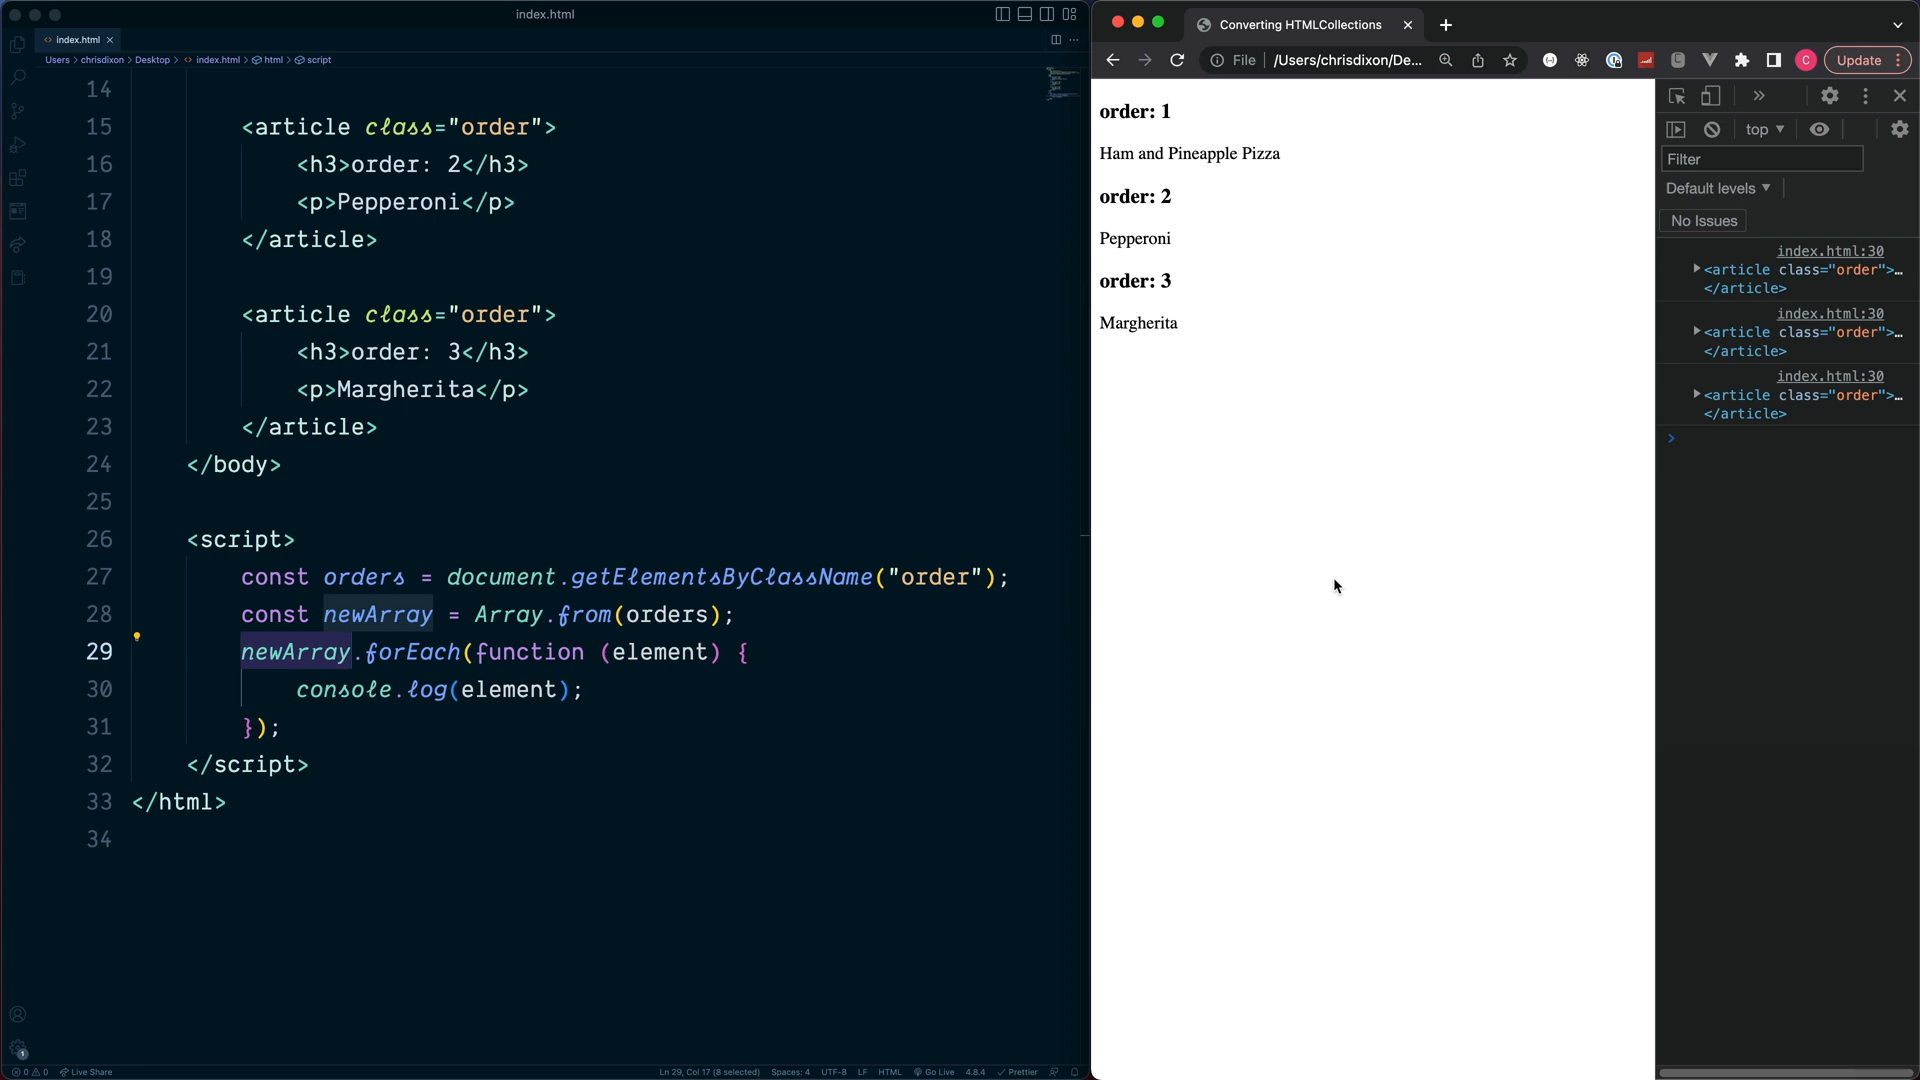 index.html
index.html
Users > chrisdixon > Desktop > index.html > html > script
14
15 <article class="order">
16 <h3>order: 2</h3>
17 <p>Pepperoni</p>
18 </article>
19
20 <article class="order">
21 <h3>order: 3</h3>
22 <p>Margherita</p>
23 </article>
24 </body>
25
26 <script>
27 const orders = document.getElementsByClassName("order");
28 const newArray = Array.from(orders);
29 newArray.forEach(function (element) {
30 console.log(element);
31 });
32 </script>
33 </html>
34
1
0 0 Live Share
Ln 29, Col 17 (8 selected) Spaces: 4 UTF-8 LF HTML Go Live 4.8.4 Prettier
Converting HTMLCollections
File /Users/chrisdixon/De... C Update
order: 1
Ham and Pineapple Pizza
order: 2
Pepperoni
order: 3
Margherita
top
Filter
Default levels
No Issues
index.html:30
<article class="order">…
</article>
index.html:30
<article class="order">…
</article>
index.html:30
<article class="order">…
</article>